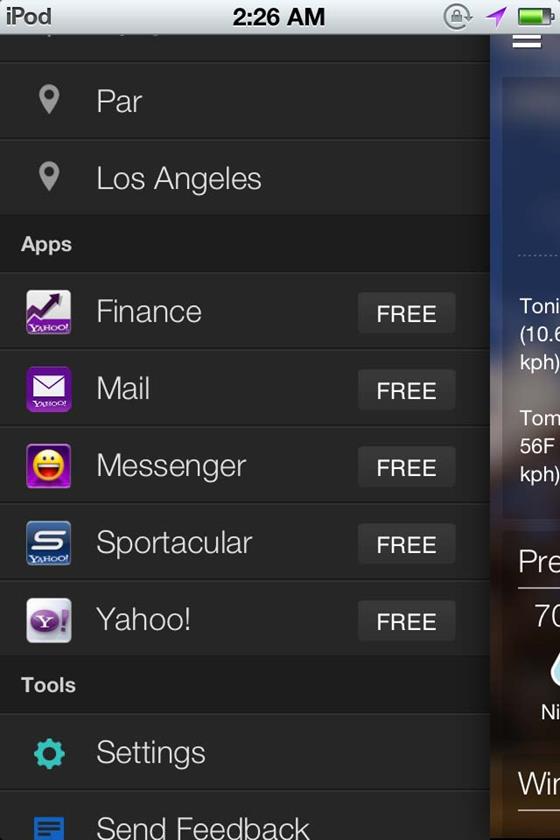 iPod 2:26 AM
Par
Los Angeles
Apps
YAHOO!
Finance FREE
YAHOO!
Mail FREE
Messenger FREE
YAHOO!
Sportacular FREE
Yahoo! FREE
Tools
Settings
Send Feedback
Toni
(10.6
kph)
Tom
56F
kph)
Pre
70
Ni
Win